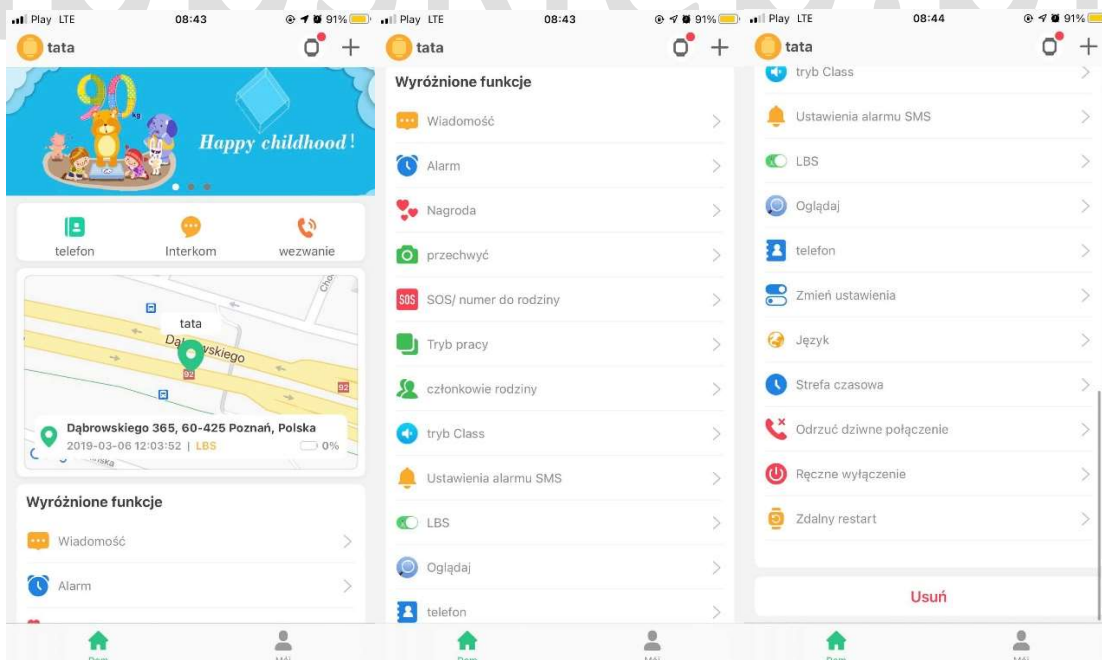 Play LTE 08:43 91%
tata
90
kg
Happy childhood!
telefon Interkom wezwanie
tata
92
92
Dąbrowskiego 365, 60-425 Poznań, Polska
2019-03-06 12:03:52 | LBS 0%
Wyróżnione funkcje
Wiadomość
Alarm
Play LTE 08:43 91%
tata
Wyróżnione funkcje
Wiadomość
Alarm
Nagroda
przechwyć
SOS SOS/ numer do rodziny
Tryb pracy
członkowie rodziny
tryb Class
Ustawienia alarmu SMS
LBS
Oglądaj
telefon
Play LTE 08:44 91%
tata
tryb Class
Ustawienia alarmu SMS
LBS
Oglądaj
telefon
Zmień ustawienia
Język
Strefa czasowa
Odrzuć dziwne połączenie
Ręczne wyłączenie
Zdalny restart
Usuń